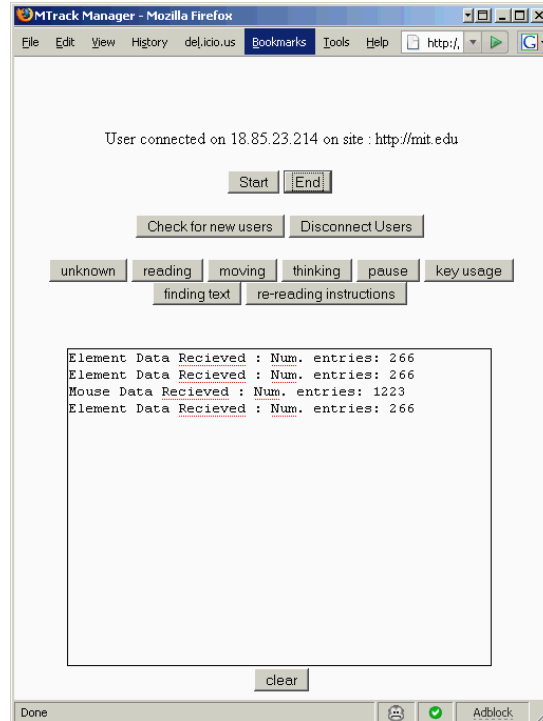 MTrack Manager - Mozilla Firefox
File Edit View History del.icio.us Bookmarks Tools Help http:/, G
User connected on 18.85.23.214 on site : http://mit.edu
Start End
Check for new users Disconnect Users
unknown reading moving thinking pause key usage
finding text re-reading instructions
Element Data Recieved : Num. entries: 266
Element Data Recieved : Num. entries: 266
Mouse Data Recieved : Num. entries: 1223
Element Data Recieved : Num. entries: 266
clear
Done Adblock